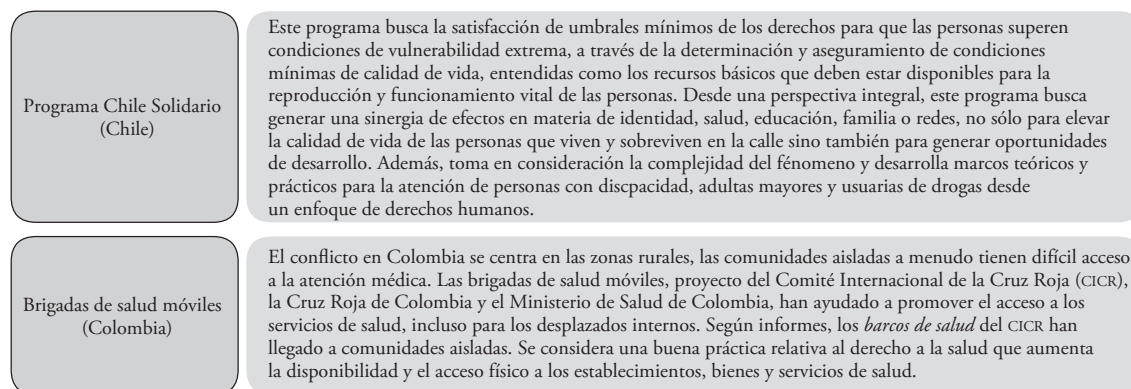 Programa Chile Solidario
(Chile)
Este programa busca la satisfacción de umbrales mínimos de los derechos para que las personas superen
condiciones de vulnerabilidad extrema, a través de la determinación y aseguramiento de condiciones
mínimas de calidad de vida, entendidas como los recursos básicos que deben estar disponibles para la
reproducción y funcionamiento vital de las personas. Desde una perspectiva integral, este programa busca
generar una sinergia de efectos en materia de identidad, salud, educación, familia o redes, no sólo para elevar
la calidad de vida de las personas que viven y sobreviven en la calle sino también para generar oportunidades
de desarrollo. Además, toma en consideración la complejidad del fenómeno y desarrolla marcos teóricos y
prácticos para la atención de personas con discpacidad, adultas mayores y usuarias de drogas desde
un enfoque de derechos humanos.
Brigadas de salud móviles
(Colombia)
El conflicto en Colombia se centra en las zonas rurales, las comunidades aisladas a menudo tienen difícil acceso
a la atención médica. Las brigadas de salud móviles, proyecto del Comité Internacional de la Cruz Roja (CICR),
la Cruz Roja de Colombia y el Ministerio de Salud de Colombia, han ayudado a promover el acceso a los
servicios de salud, incluso para los desplazados internos. Según informes, los barcos de salud del CICR han
llegado a comunidades aisladas. Se considera una buena práctica relativa al derecho a la salud que aumenta
la disponibilidad y el acceso físico a los establecimientos, bienes y servicios de salud.